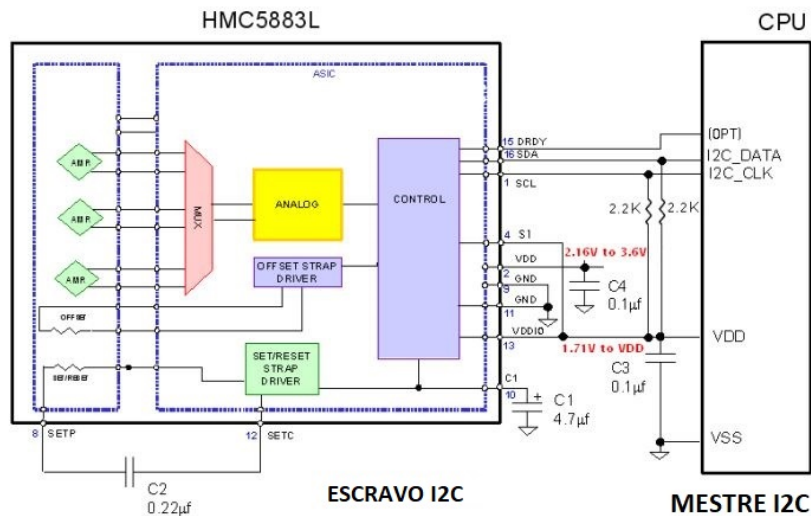 HMC5883L
CPU
ASIC
AMR
AMR
AMR
MUX
ANALOG
CONTROL
OFFSET STRAP
DRIVER
OFFSET
SET/RESET
SET/RESET
STRAP
DRIVER
15 DRDY
16 SDA
1 SCL
4 S1
VDD
2
GND
9
GND
11
VDDIO
13
C1
10
(OPT)
I2C_DATA
I2C_CLK
2.2K
2.2K
2.16V to 3.6V
C4
0.1µf
1.71V to VDD
VDD
C3
0.1µf
C1
4.7µf
VSS
8 SETP
12 SETC
C2
0.22µf
ESCRAVO I2C
MESTRE I2C